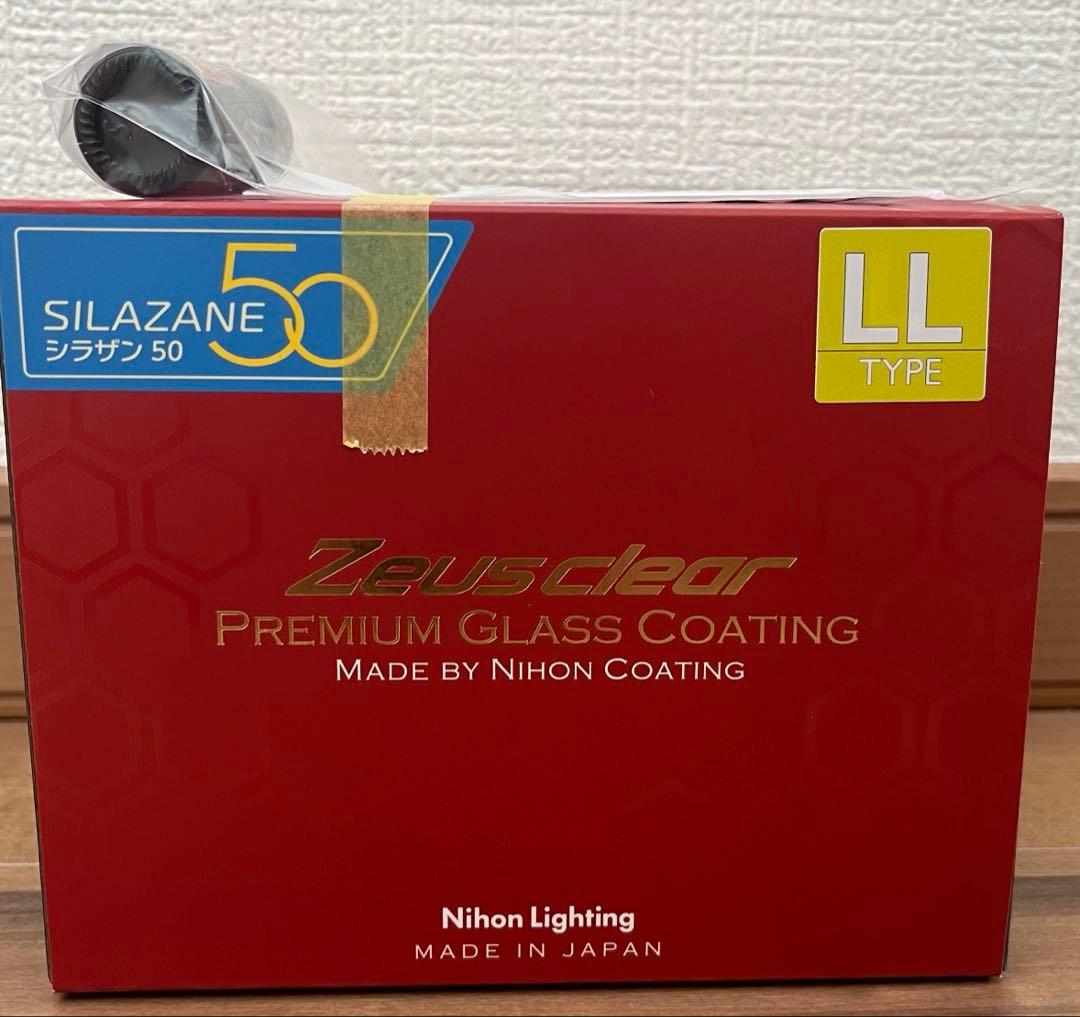 SILAZANE 50
シラザン 50
LL
TYPE
Zeusclear
PREMIUM GLASS COATING
MADE BY NIHON COATING
Nihon Lighting
MADE IN JAPAN